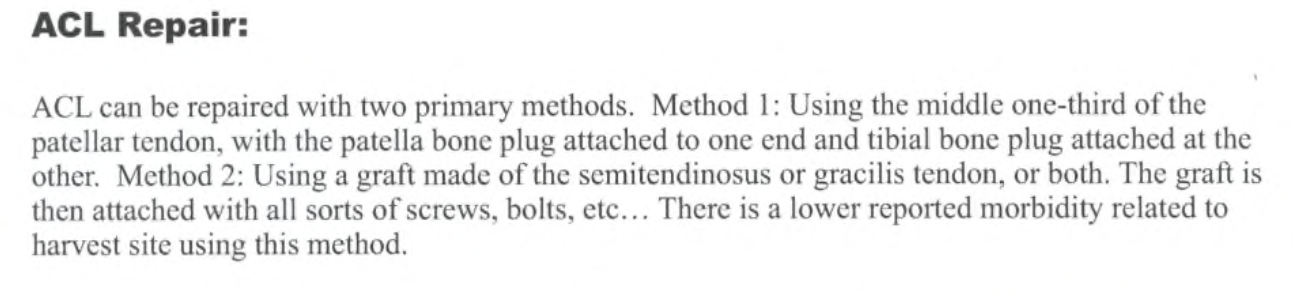 ACL Repair:
ACL can be repaired with two primary methods.  Method 1: Using the middle one-third of the
patellar tendon, with the patella bone plug attached to one end and tibial bone plug attached at the
other.  Method 2: Using a graft made of the semitendinosus or gracilis tendon, or both. The graft is
then attached with all sorts of screws, bolts, etc… There is a lower reported morbidity related to
harvest site using this method.